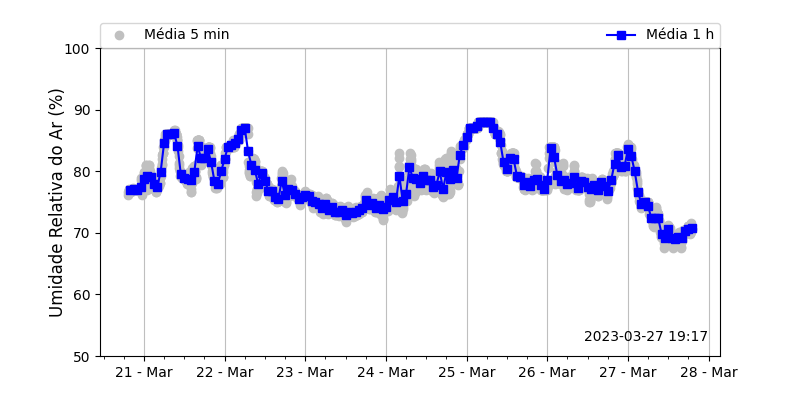 Média 5 min
Média 1 h
Umidade Relativa do Ar (%)
100
90
80
70
60
50
2023-03-27 19:17
21 - Mar
22 - Mar
23 - Mar
24 - Mar
25 - Mar
26 - Mar
27 - Mar
28 - Mar